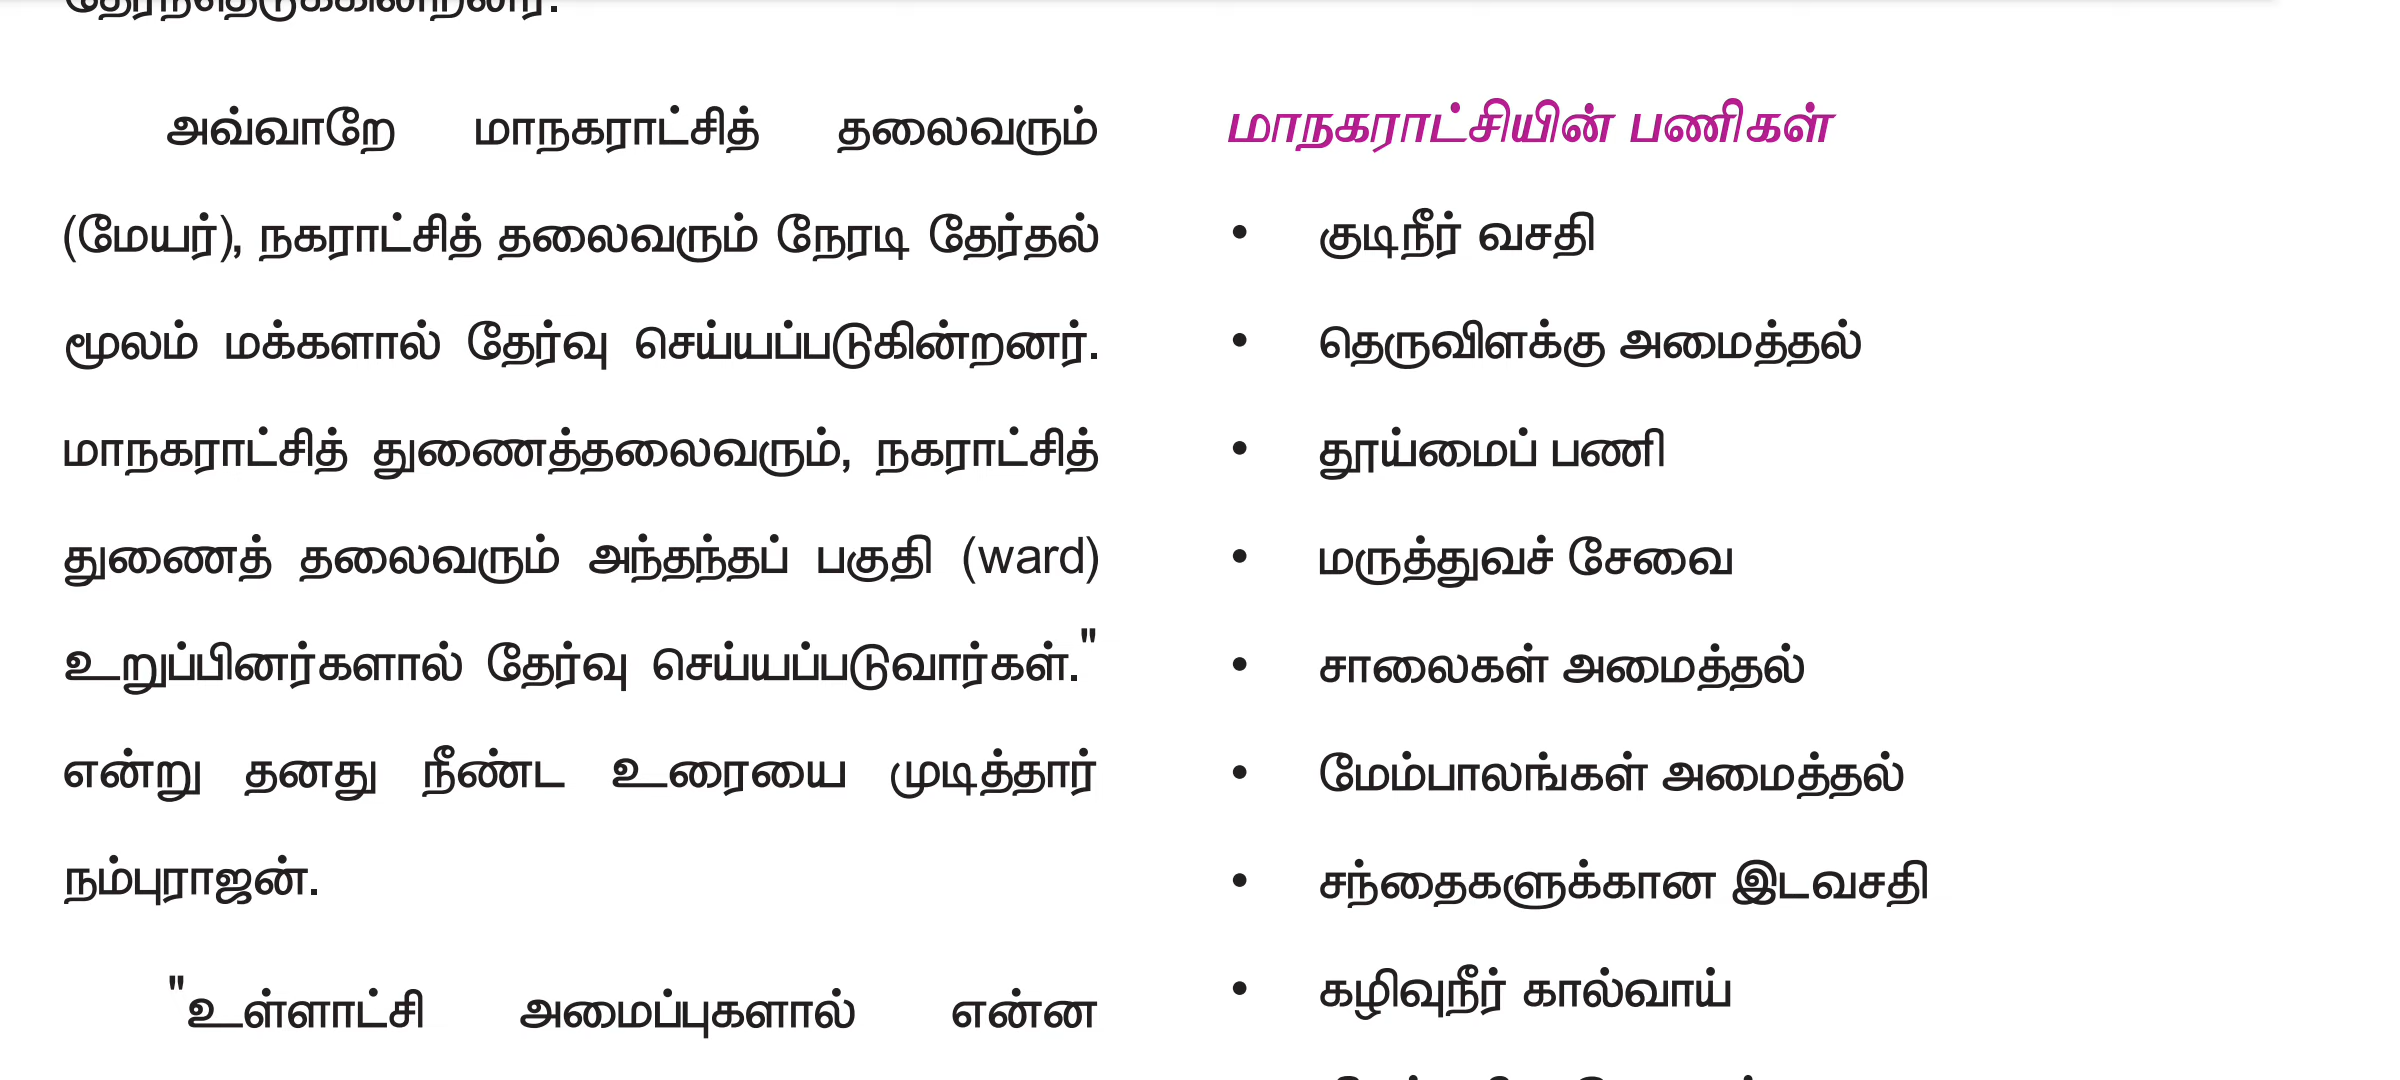 தேர்ந்தெடுக்கின்றனர்.
அவ்வாறே மாநகராட்சித் தலைவரும்
(மேயர்), நகராட்சித் தலைவரும் நேரடி தேர்தல்
மூலம் மக்களால் தேர்வு செய்யப்படுகின்றனர்.
மாநகராட்சித் துணைத்தலைவரும், நகராட்சித்
துணைத் தலைவரும் அந்தந்தப் பகுதி (ward)
உறுப்பினர்களால் தேர்வு செய்யப்படுவார்கள்."
என்று தனது நீண்ட உரையை முடித்தார்
நம்புராஜன்.
"உள்ளாட்சி அமைப்புகளால் என்ன
மாநகராட்சியின் பணிகள்
• குடிநீர் வசதி
• தெருவிளக்கு அமைத்தல்
• தூய்மைப் பணி
• மருத்துவச் சேவை
• சாலைகள் அமைத்தல்
• மேம்பாலங்கள் அமைத்தல்
• சந்தைகளுக்கான இடவசதி
• கழிவுநீர் கால்வாய்